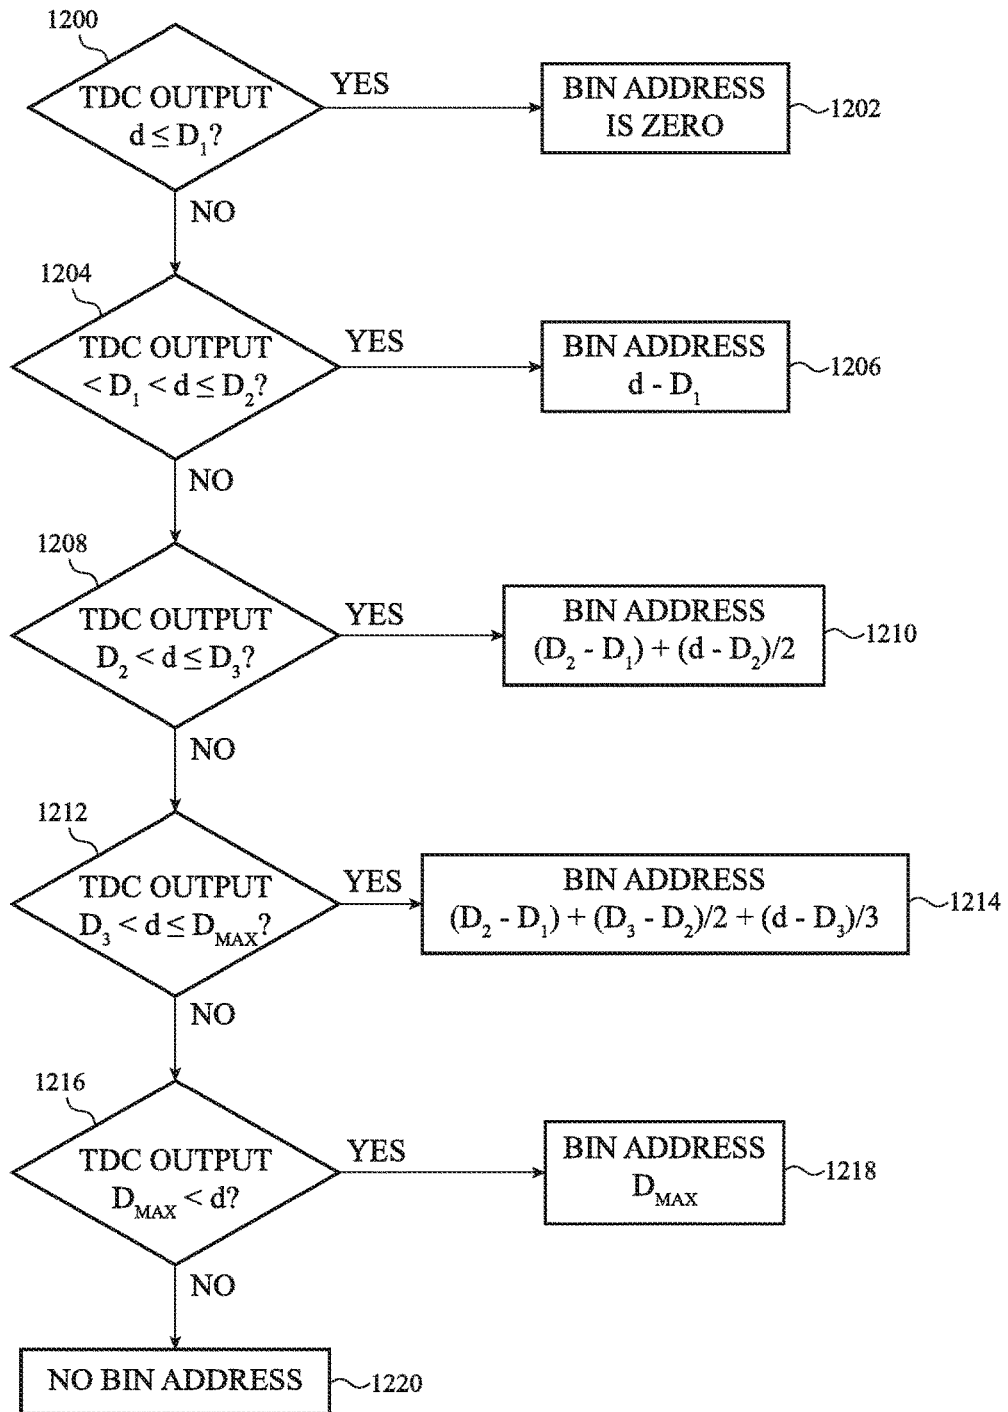 1200
TDC OUTPUT
d ≤ D₁?
YES
BIN ADDRESS
IS ZERO
1202
NO
1204
TDC OUTPUT
< D₁ < d ≤ D₂?
YES
BIN ADDRESS
d - D₁
1206
NO
1208
TDC OUTPUT
D₂ < d ≤ D₃?
YES
BIN ADDRESS
(D₂ - D₁) + (d - D₂)/2
1210
NO
1212
TDC OUTPUT
D₃ < d ≤ D_MAX?
YES
BIN ADDRESS
(D₂ - D₁) + (D₃ - D₂)/2 + (d - D₃)/3
1214
NO
1216
TDC OUTPUT
D_MAX < d?
YES
BIN ADDRESS
D_MAX
1218
NO
NO BIN ADDRESS
1220